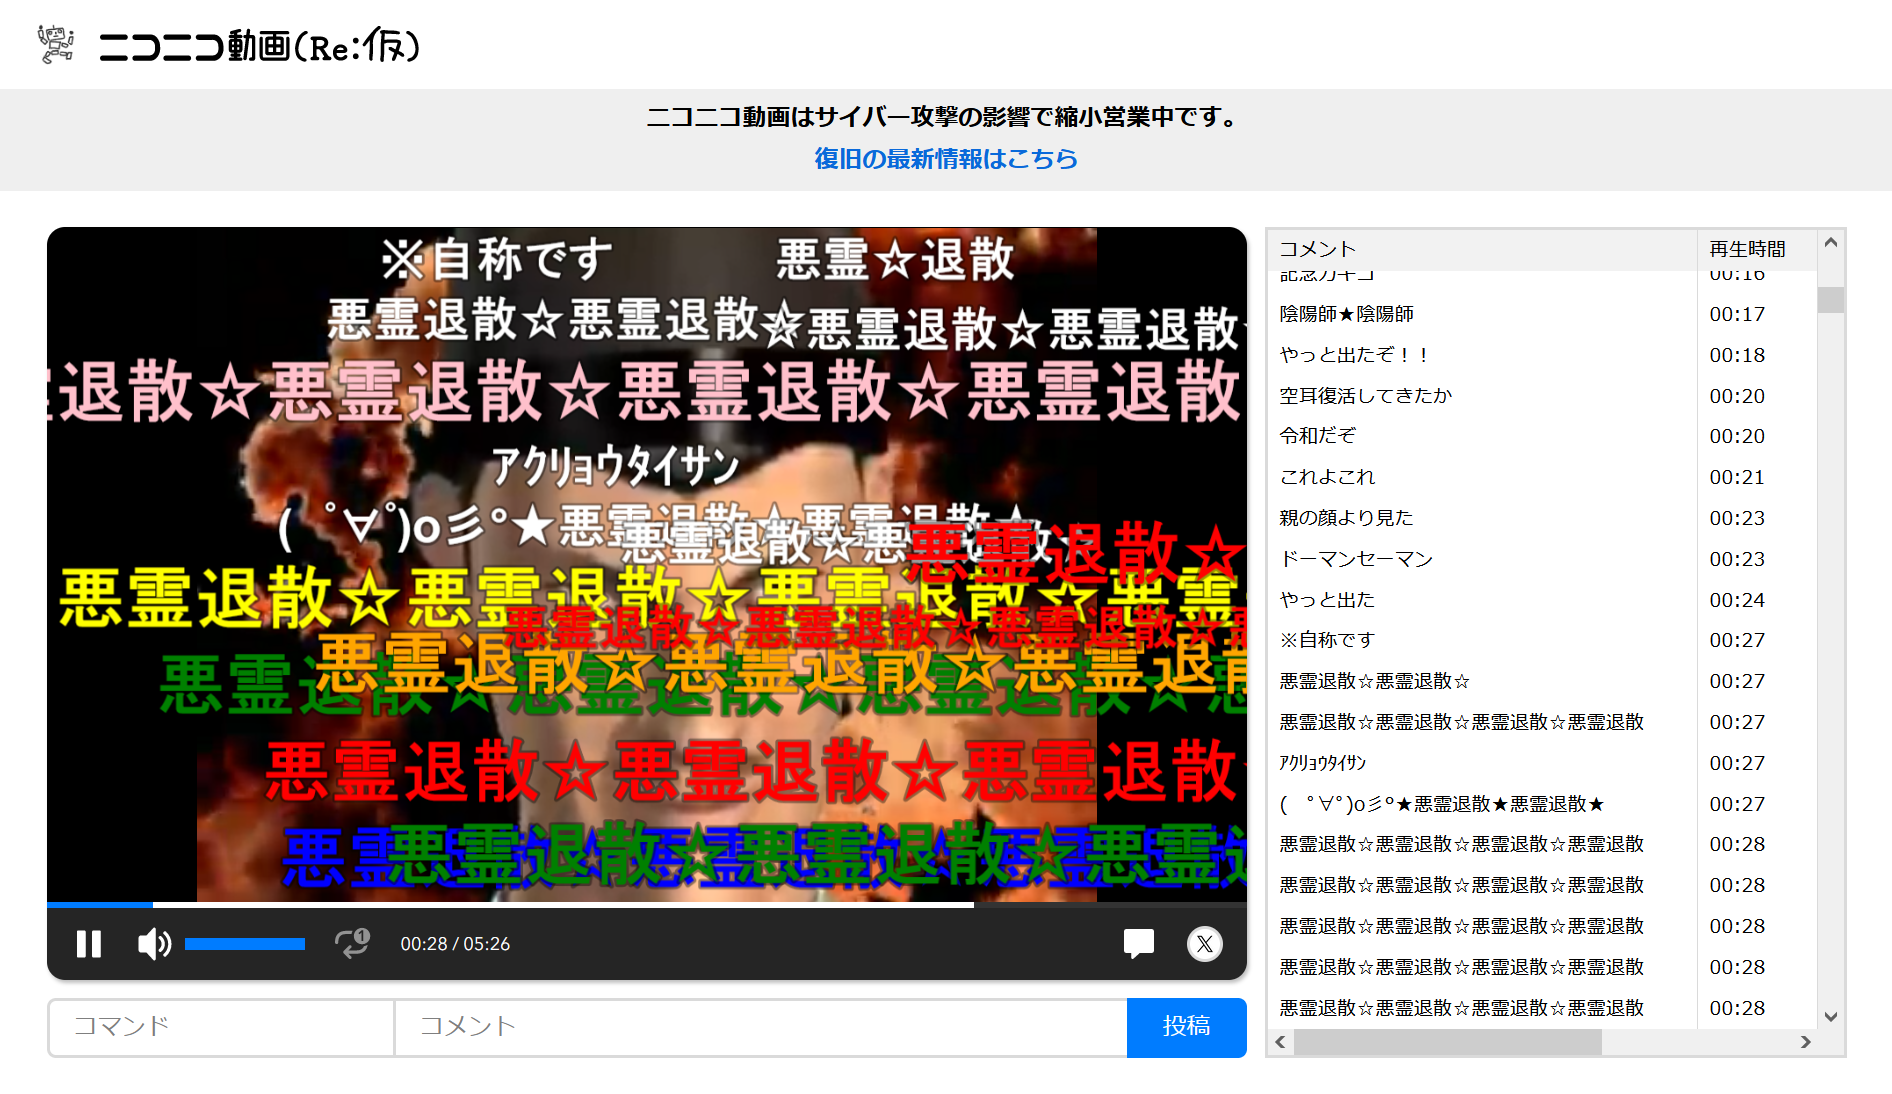 ニコニコ動画(Re:仮)
ニコニコ動画はサイバー攻撃の影響で縮小営業中です。
復旧の最新情報はこちら
※自称です
悪霊☆退散
悪霊退散☆悪霊退散☆
悪霊退散☆悪霊退散
退散☆悪霊退散☆悪霊退散☆悪霊退散
ｱｸﾘｮｳﾀｲｻﾝ
(　ﾟ∀ﾟ)o彡°★悪霊退散★悪霊退散★
悪霊退散☆悪霊退散
悪霊退散☆
悪霊退散☆悪霊退散☆悪霊退散☆悪霊
悪霊退散☆悪霊退散☆悪霊退散☆
悪霊退散☆悪霊退散☆悪霊退散
悪霊退散☆悪霊退散☆悪霊退散☆
悪霊退散☆悪霊退散☆悪霊退散
悪霊退散☆悪霊退散☆悪霊
00:28 / 05:26
コマンド
コメント
投稿
コメント 再生時間
記念カキコ 00:16
陰陽師★陰陽師 00:17
やっと出たぞ！！ 00:18
空耳復活してきたか 00:20
令和だぞ 00:20
これよこれ 00:21
親の顔より見た 00:23
ドーマンセーマン 00:23
やっと出た 00:24
※自称です 00:27
悪霊退散☆悪霊退散☆ 00:27
悪霊退散☆悪霊退散☆悪霊退散☆悪霊退散 00:27
ｱｸﾘｮｳﾀｲｻﾝ 00:27
(　ﾟ∀ﾟ)o彡°★悪霊退散★悪霊退散★ 00:27
悪霊退散☆悪霊退散☆悪霊退散☆悪霊退散 00:28
悪霊退散☆悪霊退散☆悪霊退散☆悪霊退散 00:28
悪霊退散☆悪霊退散☆悪霊退散☆悪霊退散 00:28
悪霊退散☆悪霊退散☆悪霊退散☆悪霊退散 00:28
悪霊退散☆悪霊退散☆悪霊退散☆悪霊退散 00:28